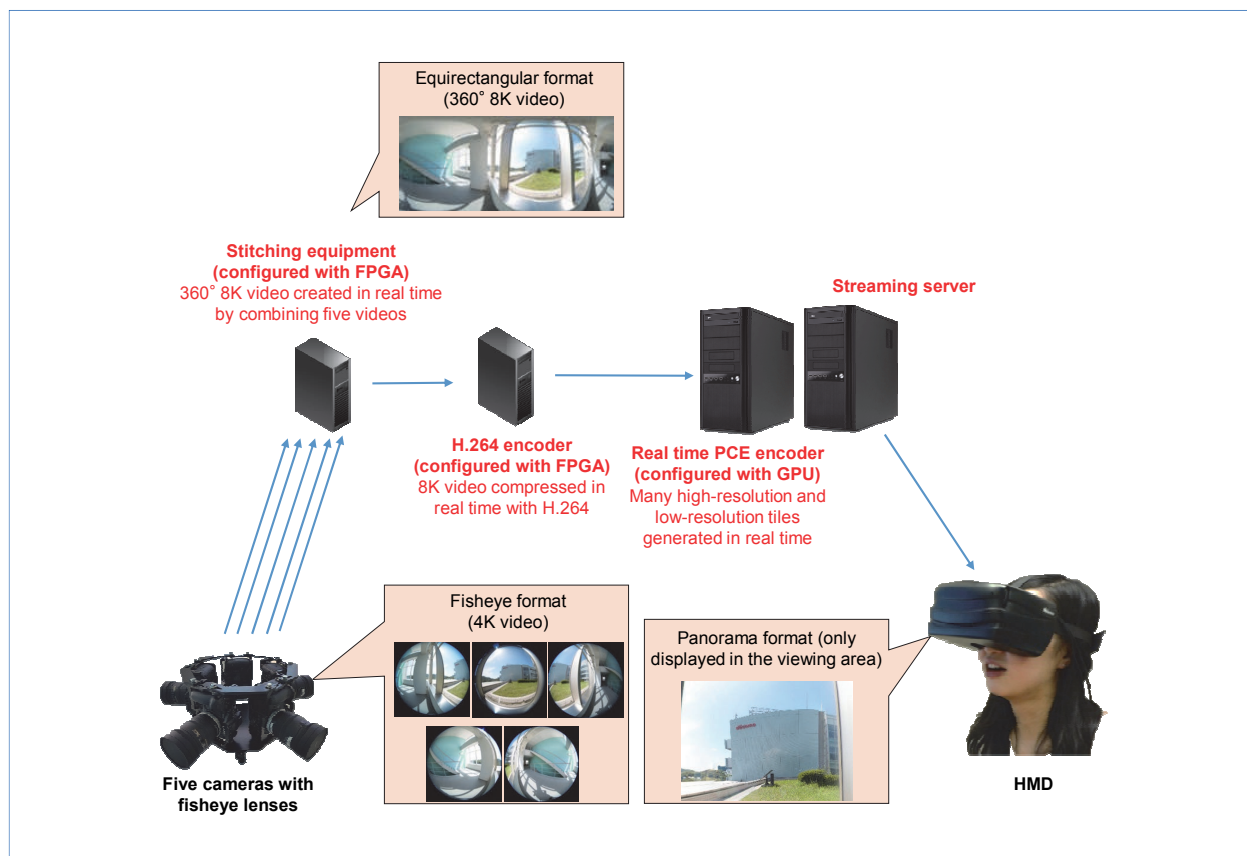 Equirectangular format
(360° 8K video)
Stitching equipment
(configured with FPGA)
360° 8K video created in real time
by combining five videos
Streaming server
H.264 encoder
(configured with FPGA)
8K video compressed in
real time with H.264
Real time PCE encoder
(configured with GPU)
Many high-resolution and
low-resolution tiles
generated in real time
Fisheye format
(4K video)
Panorama format (only
displayed in the viewing area)
Five cameras with
fisheye lenses
HMD